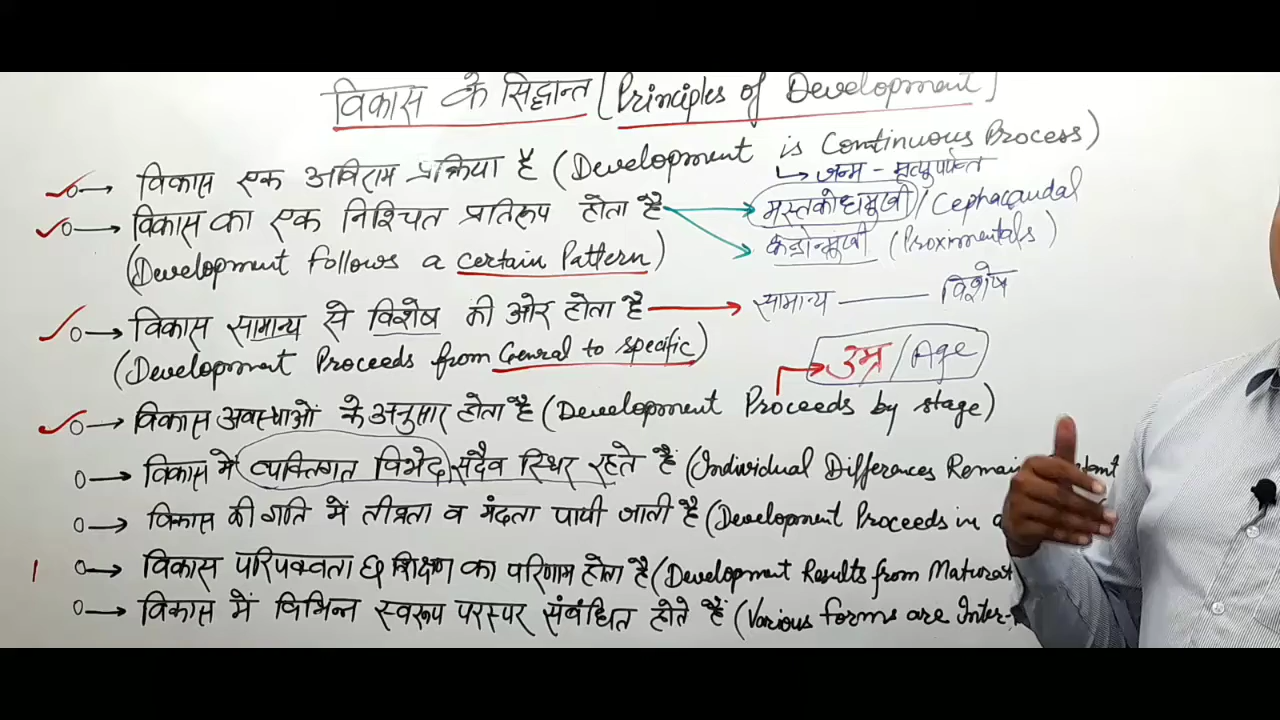 विकास के सिद्धान्त (Principles of Development)
विकास एक अविराम प्रक्रिया है (Development is Continuous Process)
जन्म - मृत्युपर्यन्त
विकास का एक निश्चित प्रतिरूप होता है
मस्तकोधमुखी / Cephacaudal
(Development follows a certain Pattern)
केन्द्रोन्मुखी (Proximentals)
विकास सामान्य से विशेष की ओर होता है
सामान्य विशेष
(Development Proceeds from General to specific)
उम्र / Age
विकास अवस्थाओं के अनुसार होता है (Development Proceeds by stage)
विकास में व्यक्तिगत विभेद सदैव स्थिर रहते हैं (Individual Differences
विकास की गति में तीव्रता व मंदता पायी जाती है (Development Proceeds in
विकास परिपक्वता शिक्षण का परिणाम होता है (Development Results from
विकास में विभिन्न स्वरूप परस्पर संबंधित होते हैं (Various forms are Inter-